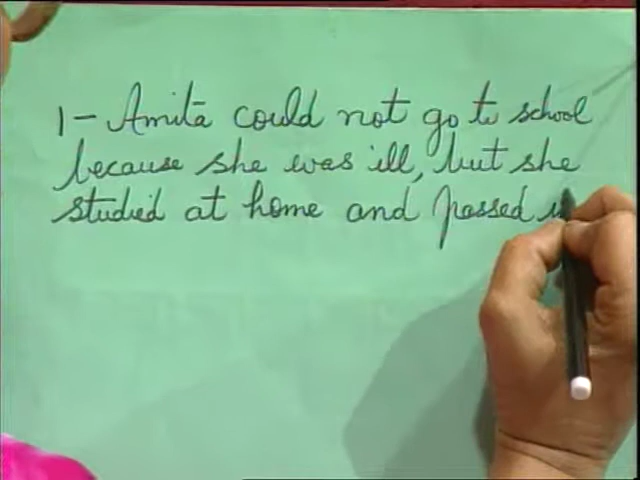 1- Amita could not go to school
because she was ill, but she
studied at home and passed